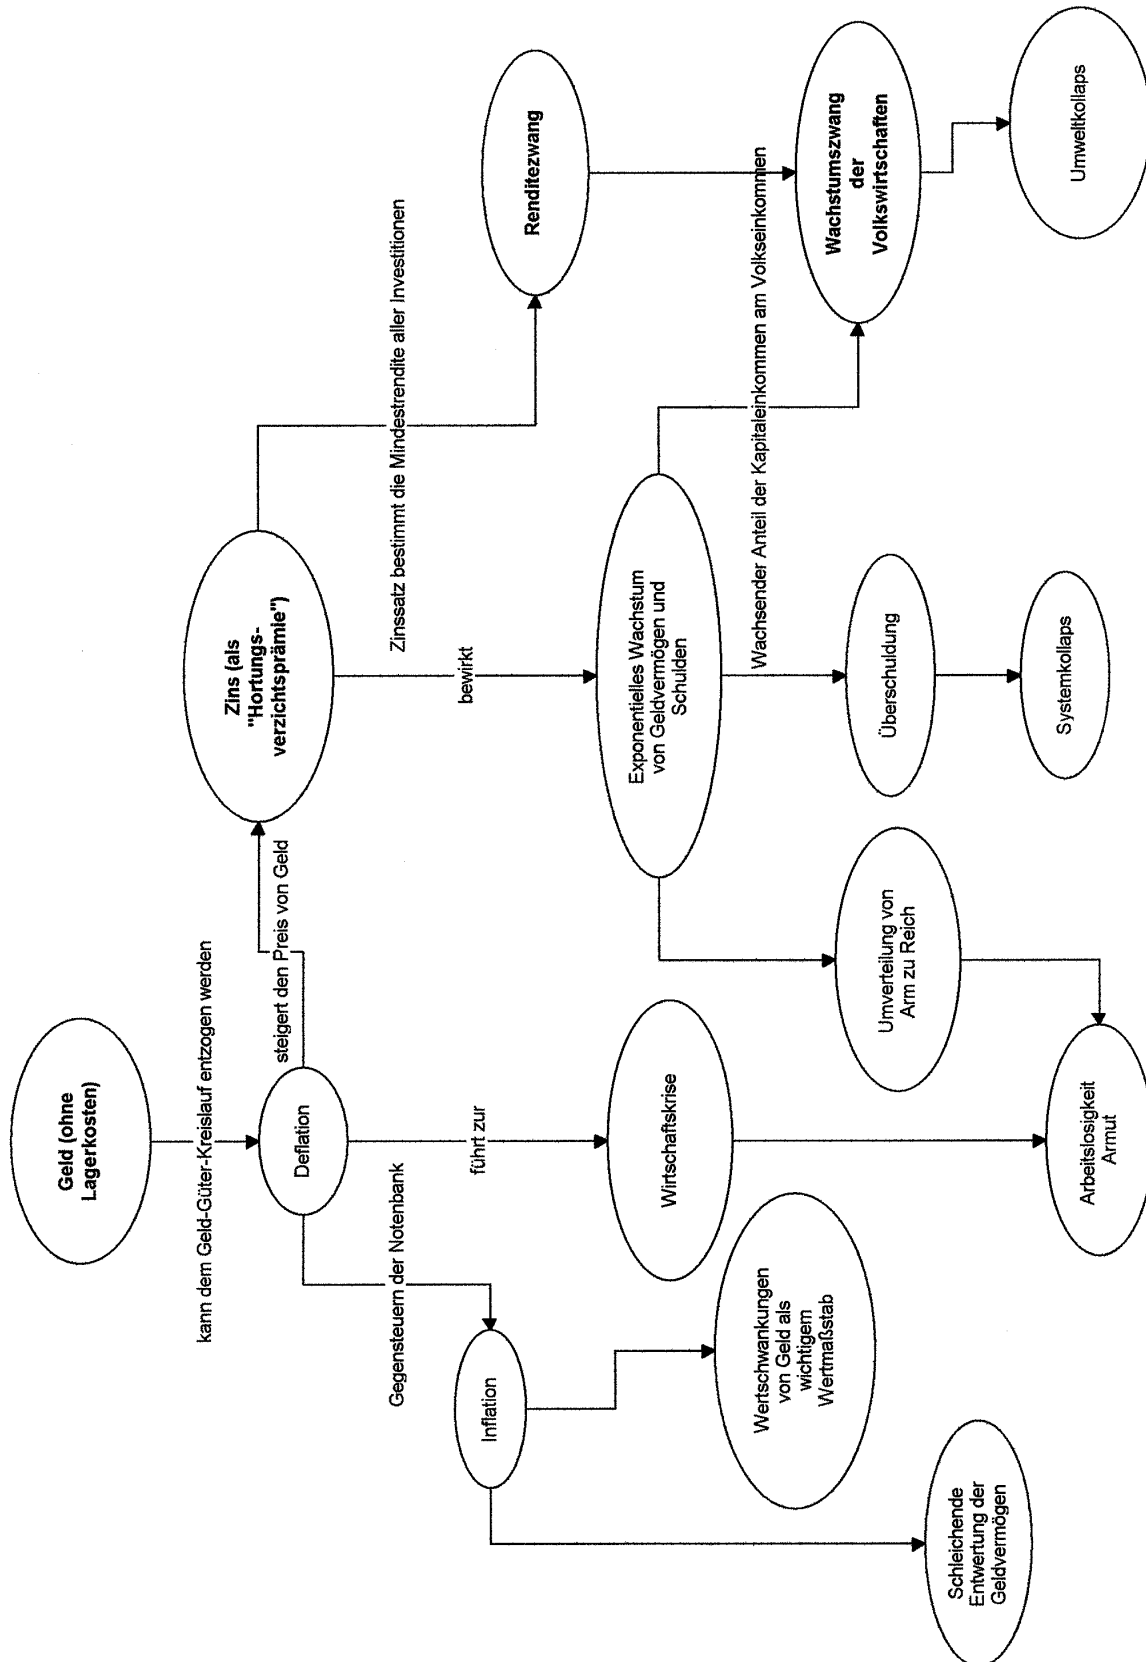 Geld (ohne
Lagerkosten)
kann dem Geld-Güter-Kreislauf entzogen werden
Deflation
steigert den Preis von Geld
Zins (als
"Hortungs-
verzichtsprämie")
Zinssatz bestimmt die Mindestrendite aller Investitionen
Renditezwang
Gegensteuern der Notenbank
führt zur
bewirkt
Inflation
Wirtschaftskrise
Exponentielles Wachstum
von Geldvermögen und
Schulden
Wachsender Anteil der Kapitaleinkommen am Volkseinkommen
Wachstumszwang
der
Volkswirtschaften
Wertschwankungen
von Geld als
wichtigem
Wertmaßstab
Umverteilung von
Arm zu Reich
Überschuldung
Schleichende
Entwertung der
Geldvermögen
Arbeitslosigkeit
Armut
Systemkollaps
Umweltkollaps